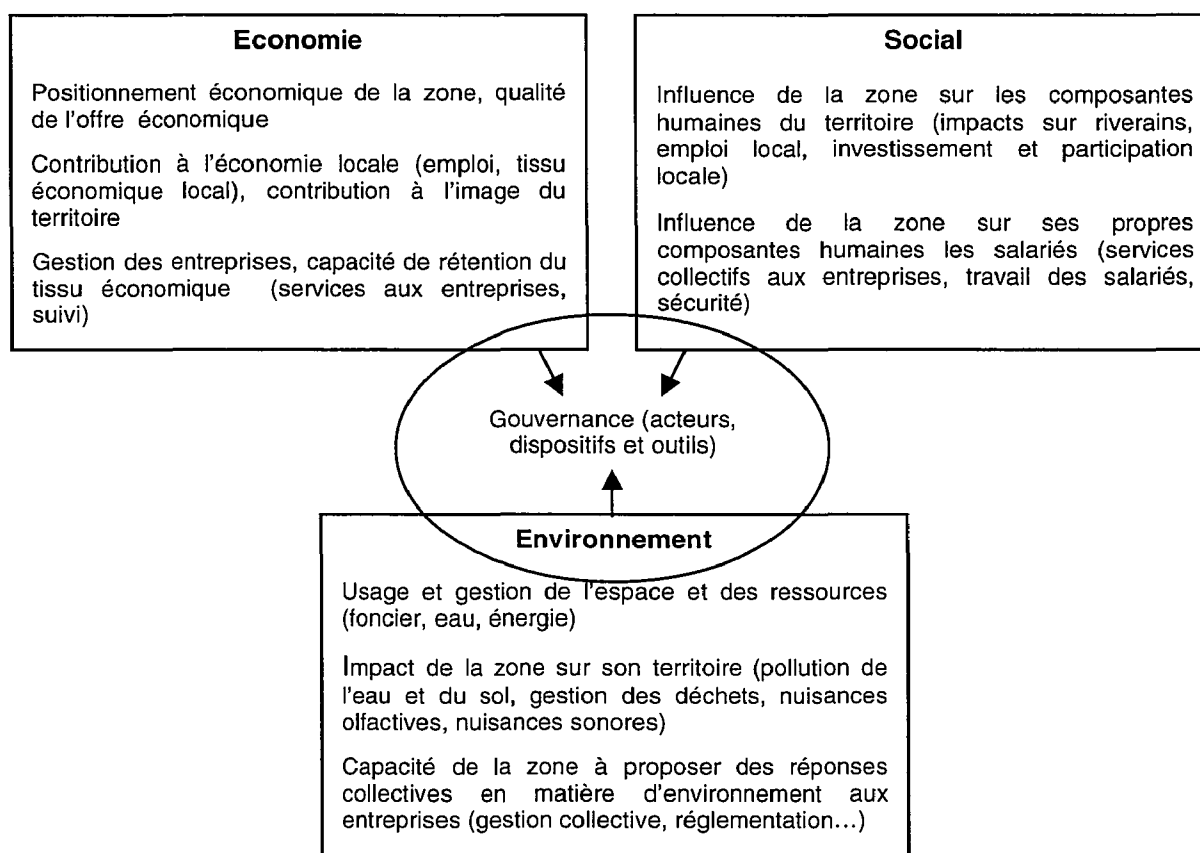 Economie
Positionnement économique de la zone, qualité
de l'offre économique
Contribution à l'économie locale (emploi, tissu
économique local), contribution à l'image du
territoire
Gestion des entreprises, capacité de rétention du
tissu économique (services aux entreprises,
suivi)
Social
Influence de la zone sur les composantes
humaines du territoire (impacts sur riverains,
emploi local, investissement et participation
locale)
Influence de la zone sur ses propres
composantes humaines les salariés (services
collectifs aux entreprises, travail des salariés,
sécurité)
Gouvernance (acteurs,
dispositifs et outils)
Environnement
Usage et gestion de l'espace et des ressources
(foncier, eau, énergie)
Impact de la zone sur son territoire (pollution de
l'eau et du sol, gestion des déchets, nuisances
olfactives, nuisances sonores)
Capacité de la zone à proposer des réponses
collectives en matière d'environnement aux
entreprises (gestion collective, réglementation…)